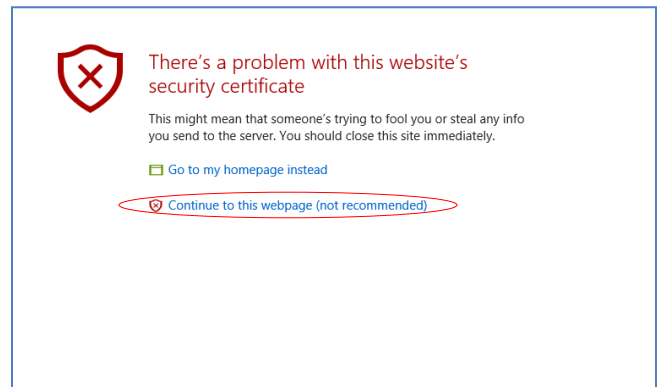 There's a problem with this website's
security certificate
This might mean that someone's trying to fool you or steal any info
you send to the server. You should close this site immediately.
Go to my homepage instead
Continue to this webpage (not recommended)